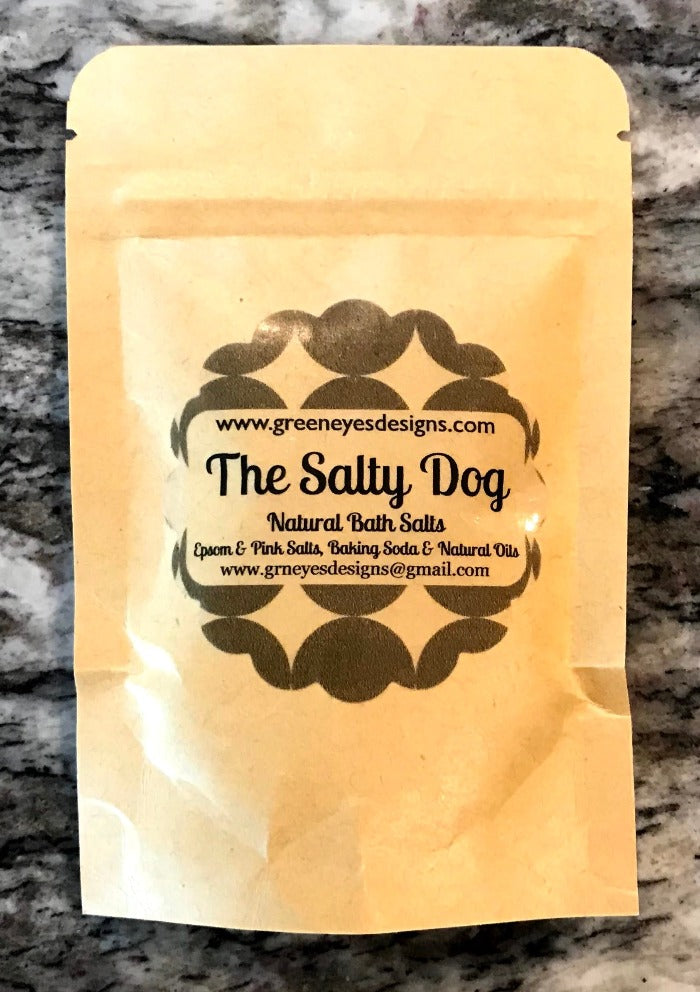 www.greeneyesdesigns.com
The Salty Dog
Natural Bath Salts
Epsom & Pink Salts, Baking Soda & Natural Oils
www.grneyesdesigns@gmail.com